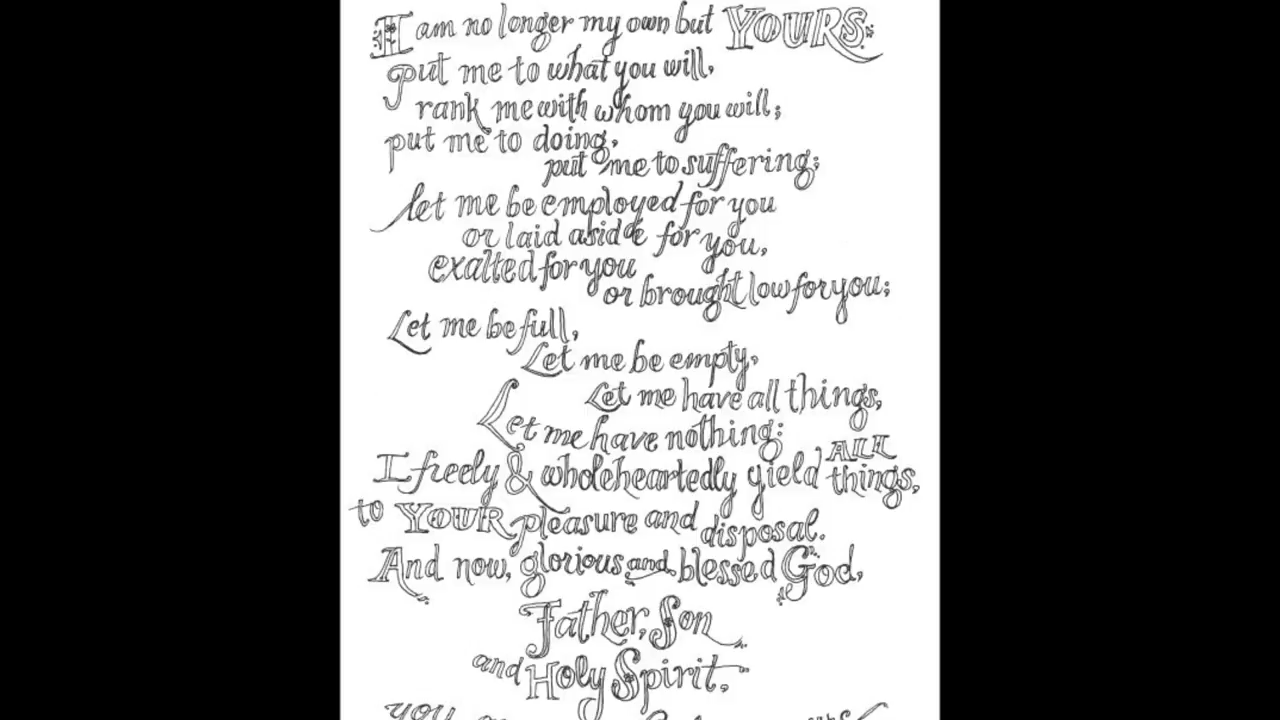 I am no longer my own but YOURS.
Put me to what you will,
rank me with whom you will;
put me to doing,
put me to suffering;
let me be employed for you
or laid aside for you,
exalted for you
or brought low for you;
Let me be full,
Let me be empty,
Let me have all things,
Let me have nothing:
I freely & wholeheartedly yield ALL things,
to YOUR pleasure and disposal.
And now, glorious and blessed God,
Father, Son
and Holy Spirit,
you